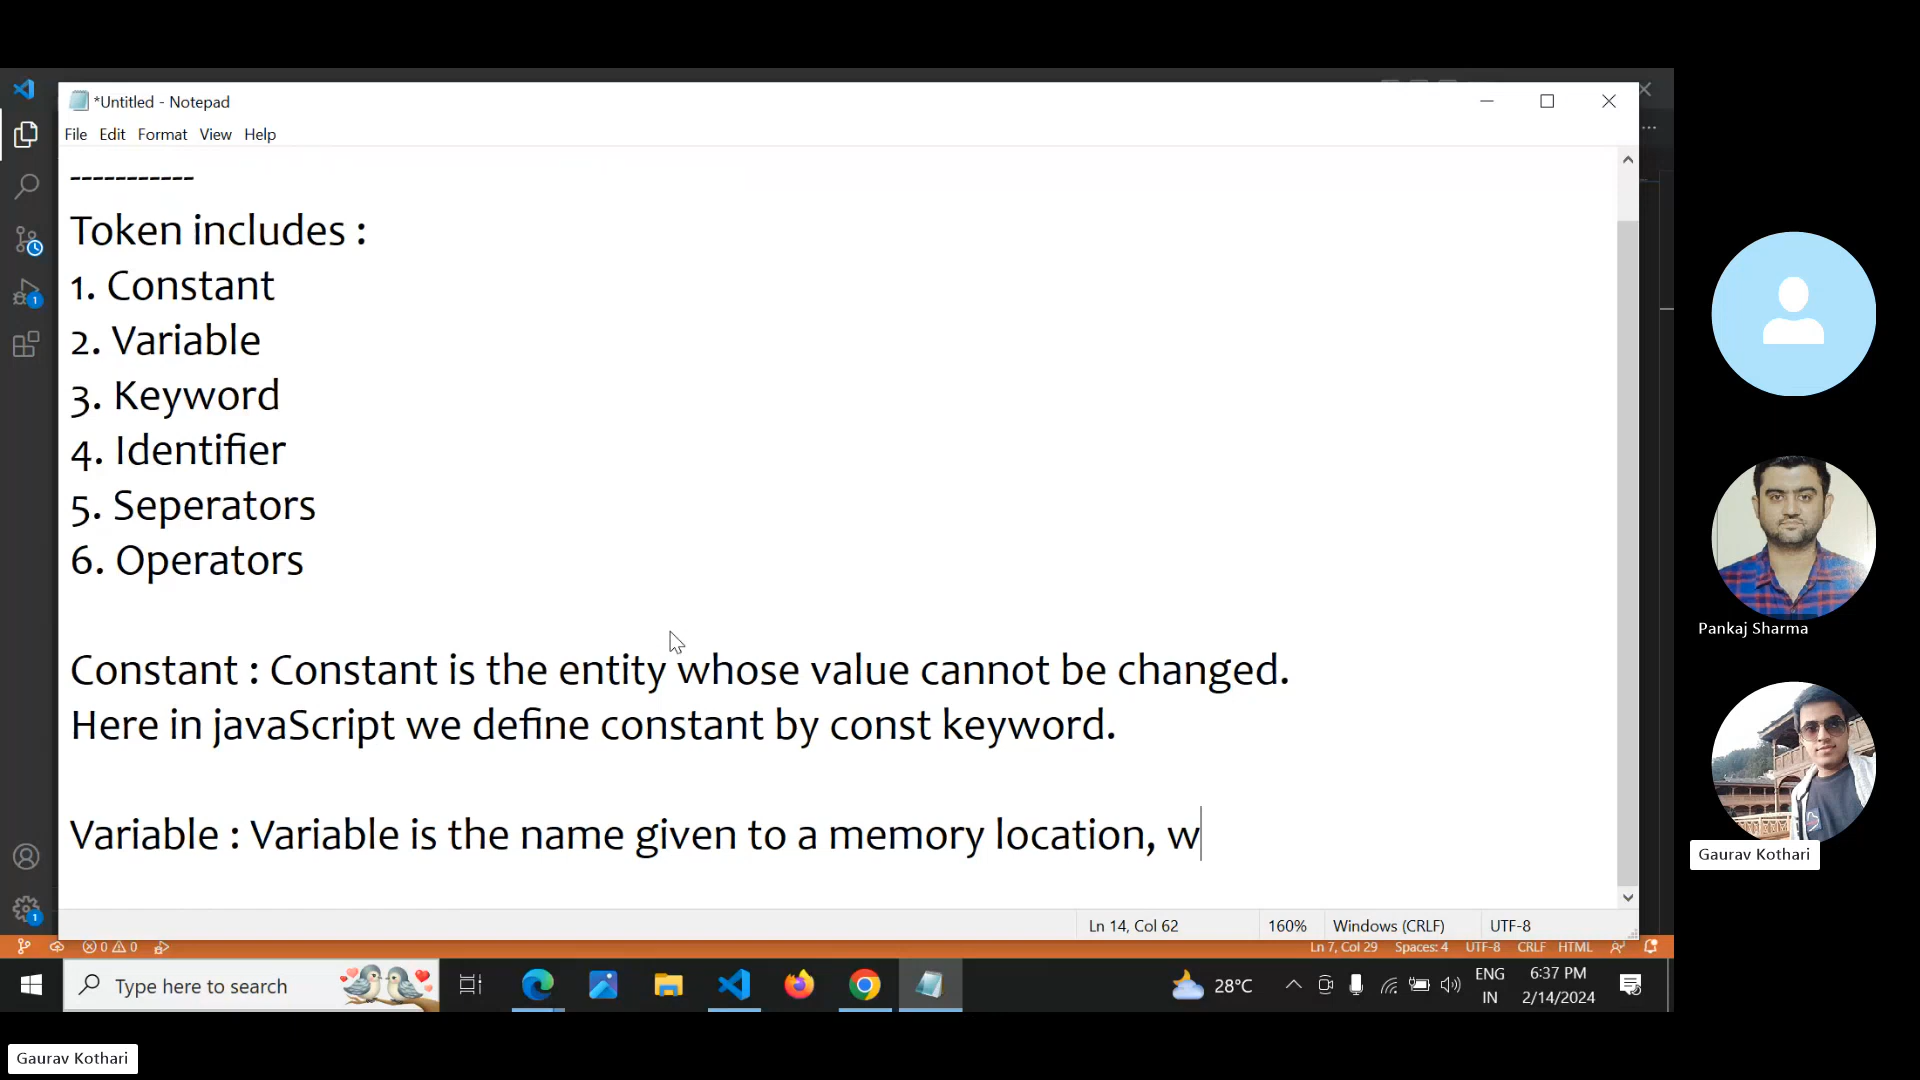 *Untitled - Notepad
File Edit Format View Help
-----------
Token includes :
1. Constant
2. Variable
3. Keyword
4. Identifier
5. Seperators
6. Operators
Constant : Constant is the entity whose value cannot be changed.
Here in javaScript we define constant by const keyword.
Variable : Variable is the name given to a memory location, w
Ln 14, Col 62 160% Windows (CRLF) UTF-8
0 0 Ln 7, Col 29 Spaces: 4 UTF-8 CRLF HTML
Type here to search 28°C ENG IN 6:37 PM 2/14/2024
1
1
Pankaj Sharma
Gaurav Kothari
Gaurav Kothari